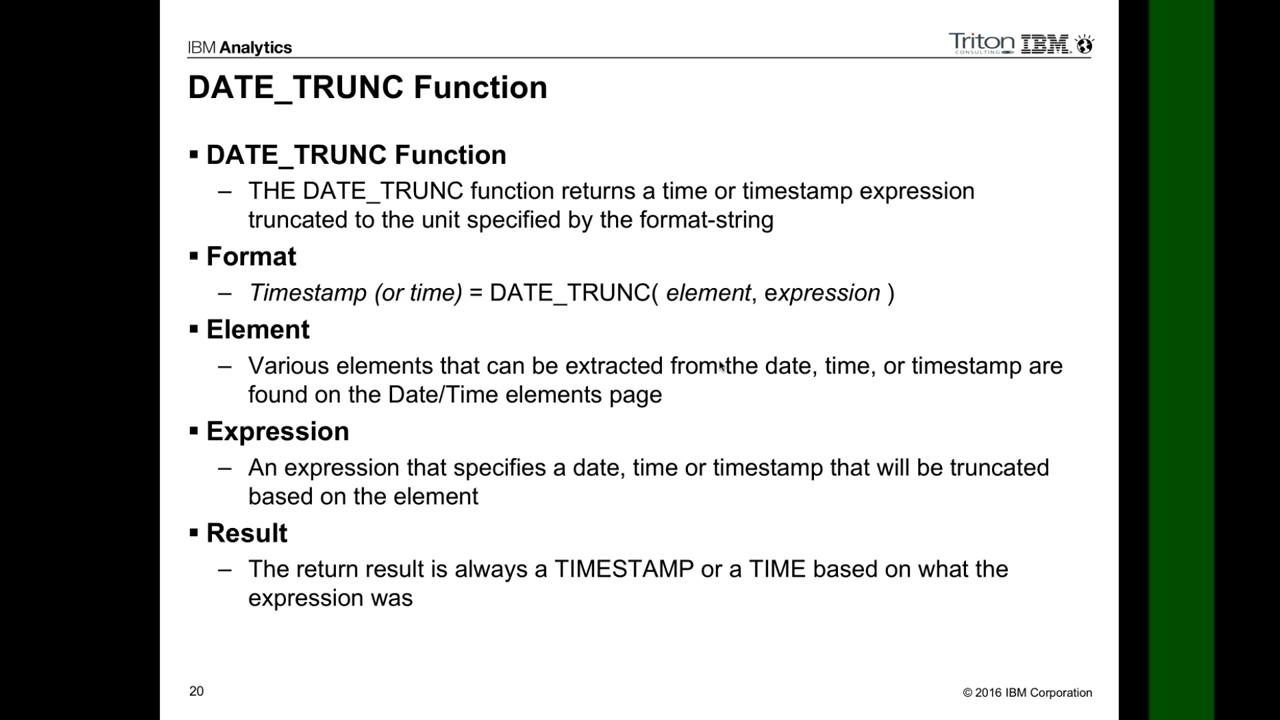 IBM Analytics
Triton IBM
CONSULTING
DATE_TRUNC Function
▪ DATE_TRUNC Function
– THE DATE_TRUNC function returns a time or timestamp expression
truncated to the unit specified by the format-string
▪ Format
– Timestamp (or time) = DATE_TRUNC( element, expression )
▪ Element
– Various elements that can be extracted from the date, time, or timestamp are
found on the Date/Time elements page
▪ Expression
– An expression that specifies a date, time or timestamp that will be truncated
based on the element
▪ Result
– The return result is always a TIMESTAMP or a TIME based on what the
expression was
20
© 2016 IBM Corporation